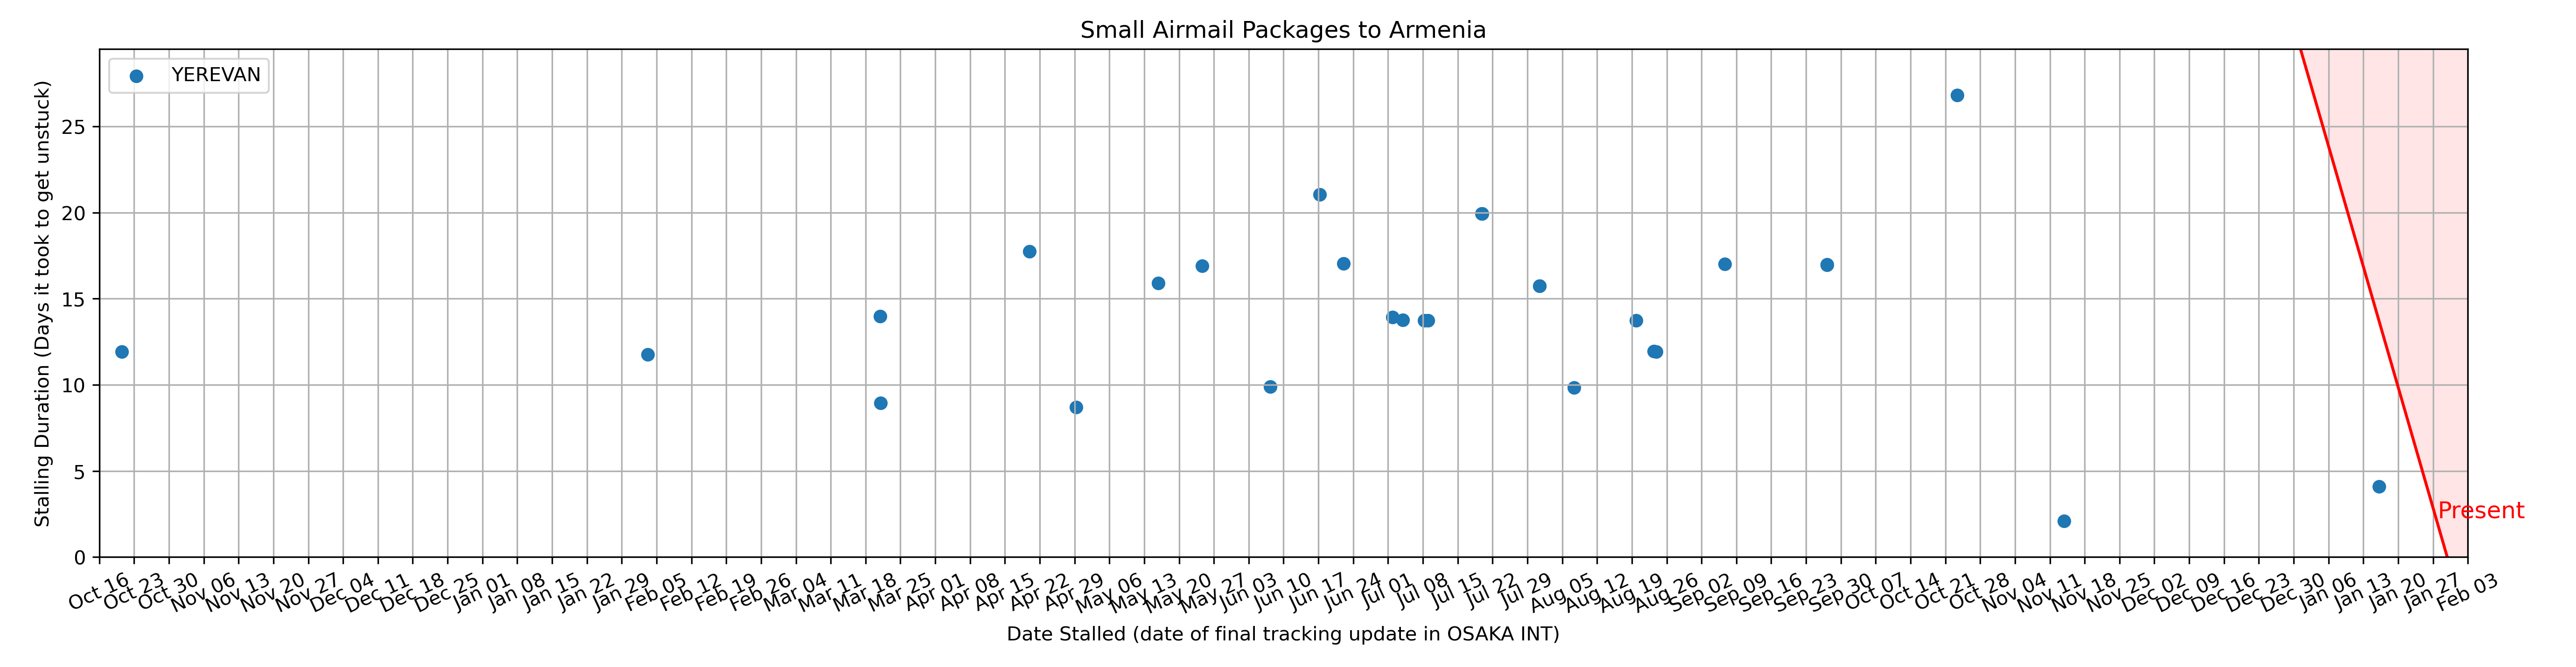 Small Airmail Packages to Armenia
YEREVAN
Stalling Duration (Days it took to get unstuck)
25
20
15
10
5
0
Present
Oct 16
Oct 23
Oct 30
Nov 06
Nov 13
Nov 20
Nov 27
Dec 04
Dec 11
Dec 18
Dec 25
Jan 01
Jan 08
Jan 15
Jan 22
Jan 29
Feb 05
Feb 12
Feb 19
Feb 26
Mar 04
Mar 11
Mar 18
Mar 25
Apr 01
Apr 08
Apr 15
Apr 22
Apr 29
May 06
May 13
May 20
May 27
Jun 03
Jun 10
Jun 17
Jun 24
Jul 01
Jul 08
Jul 15
Jul 22
Jul 29
Aug 05
Aug 12
Aug 19
Aug 26
Sep 02
Sep 09
Sep 16
Sep 23
Sep 30
Oct 07
Oct 14
Oct 21
Oct 28
Nov 04
Nov 11
Nov 18
Nov 25
Dec 02
Dec 09
Dec 16
Dec 23
Dec 30
Jan 06
Jan 13
Jan 20
Jan 27
Feb 03
Date Stalled (date of final tracking update in OSAKA INT)